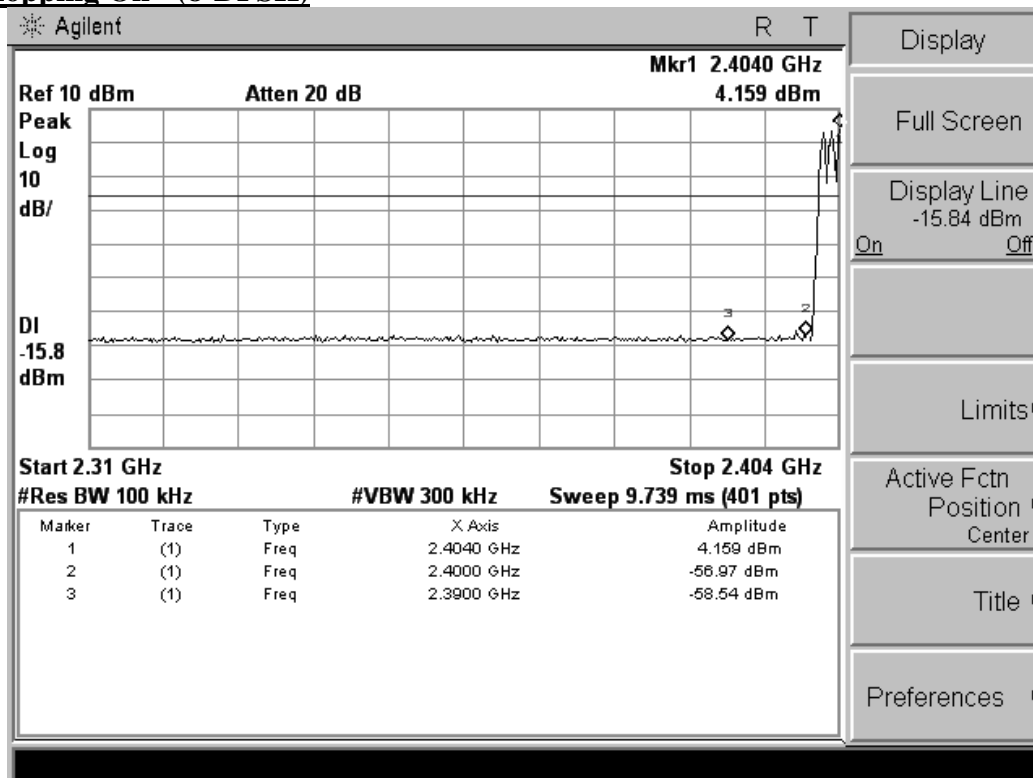 Agilent R T
Mkr1 2.4040 GHz
Ref 10 dBm Atten 20 dB 4.159 dBm
Peak
Log
10
dB/
3 2
DI
-15.8
dBm
Start 2.31 GHz Stop 2.404 GHz
#Res BW 100 kHz #VBW 300 kHz Sweep 9.739 ms (401 pts)
Marker Trace Type X Axis Amplitude
1 (1) Freq 2.4040 GHz 4.159 dBm
2 (1) Freq 2.4000 GHz -56.97 dBm
3 (1) Freq 2.3900 GHz -58.54 dBm
Display
Full Screen
Display Line
-15.84 dBm
On Off
Limits
Active Fctn
Position
Center
Title
Preferences